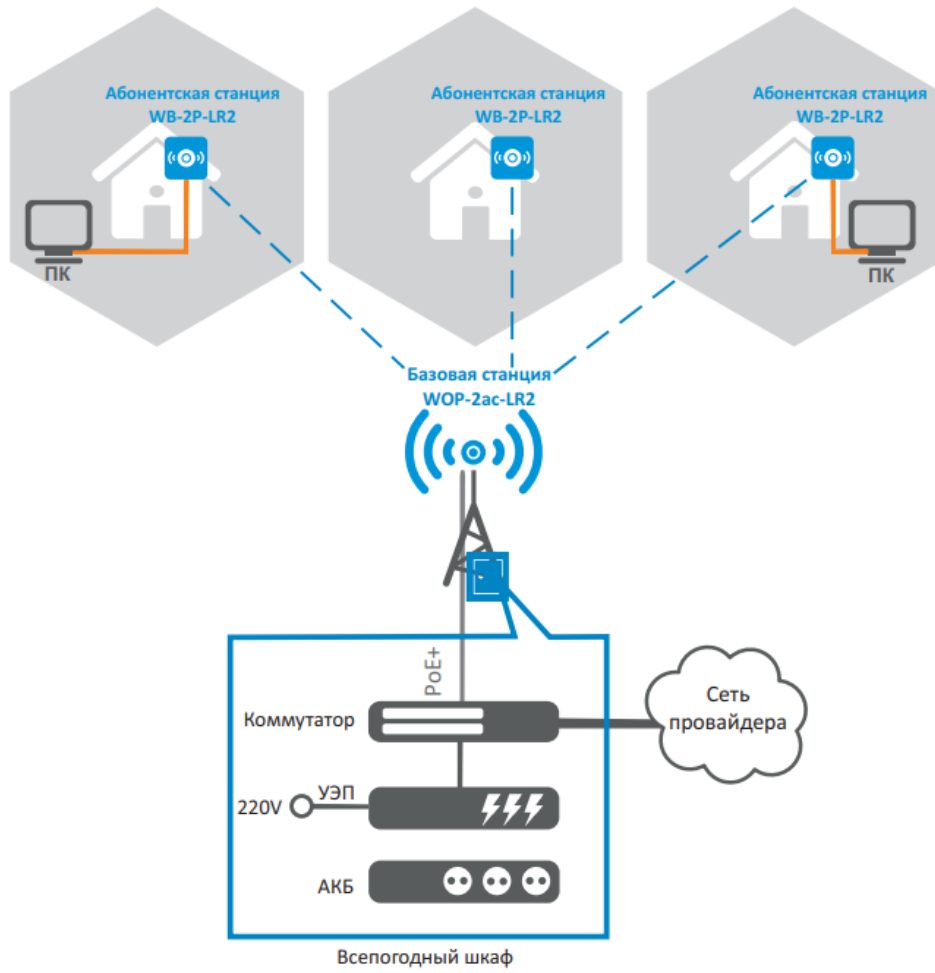 Абонентская станция
WB-2P-LR2
Абонентская станция
WB-2P-LR2
Абонентская станция
WB-2P-LR2
ПК
ПК
Базовая станция
WOP-2ac-LR2
PoE+
Коммутатор
Сеть
провайдера
220V
УЭП
АКБ
Всепогодный шкаф